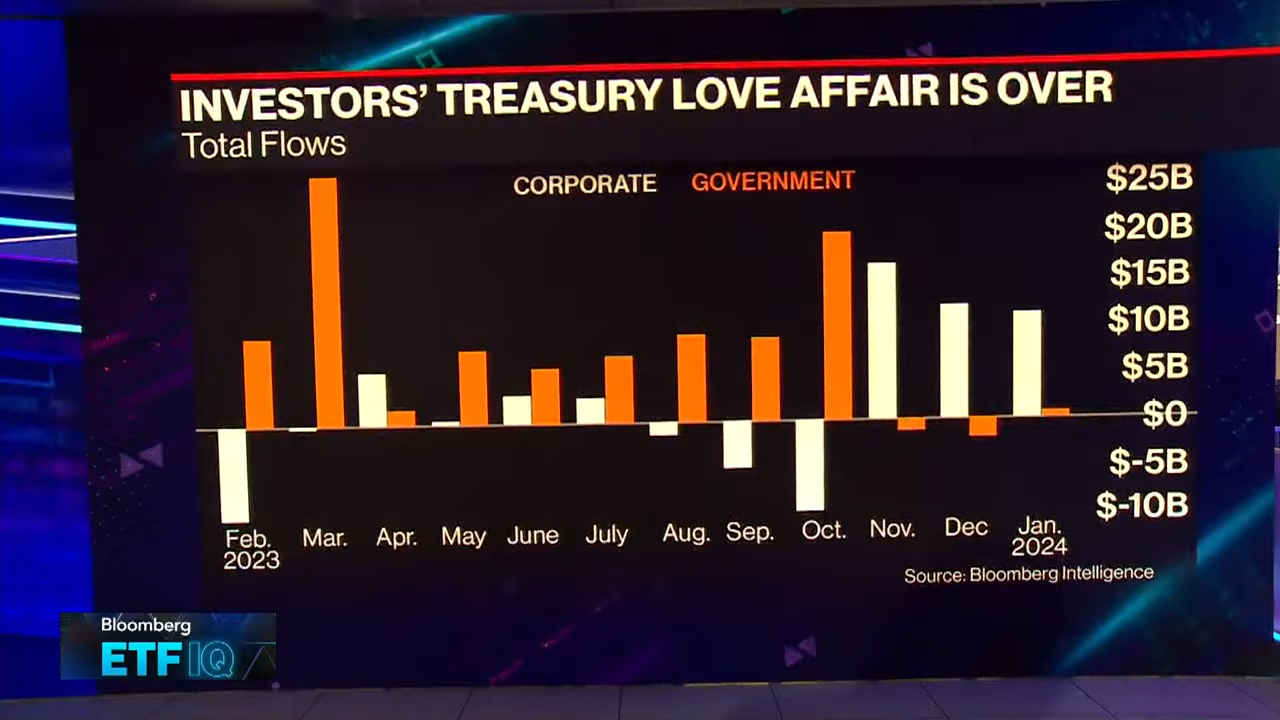 INVESTORS' TREASURY LOVE AFFAIR IS OVER
Total Flows
CORPORATE GOVERNMENT
$25B
$20B
$15B
$10B
$5B
$0
$-5B
$-10B
Feb. Mar. Apr. May June July Aug. Sep. Oct. Nov. Dec Jan.
2023 2024
Source: Bloomberg Intelligence
Bloomberg
ETF IQ